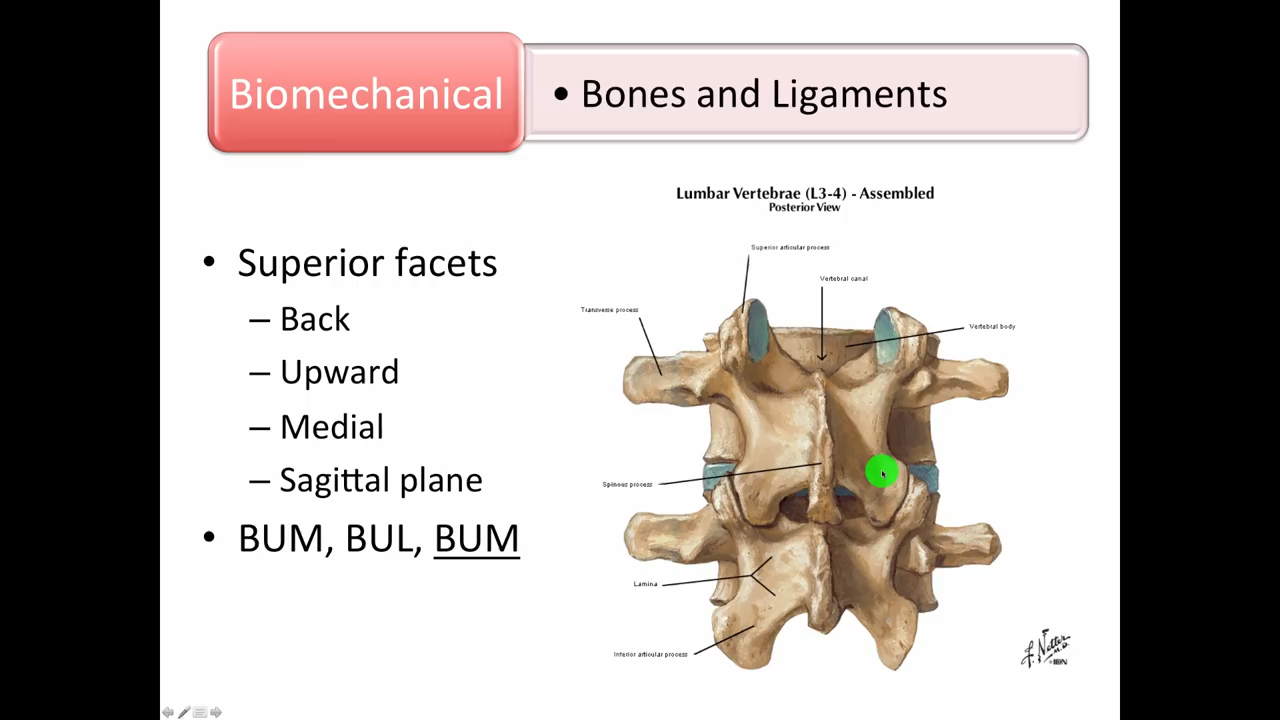 Biomechanical
• Bones and Ligaments
Lumbar Vertebrae (L3-4) - Assembled
Posterior View
• Superior facets
– Back
– Upward
– Medial
– Sagittal plane
• BUM, BUL, BUM
Superior articular process
Vertebral canal
Transverse process
Vertebral body
Spinous process
Lamina
Inferior articular process
F. Netter
M.D.